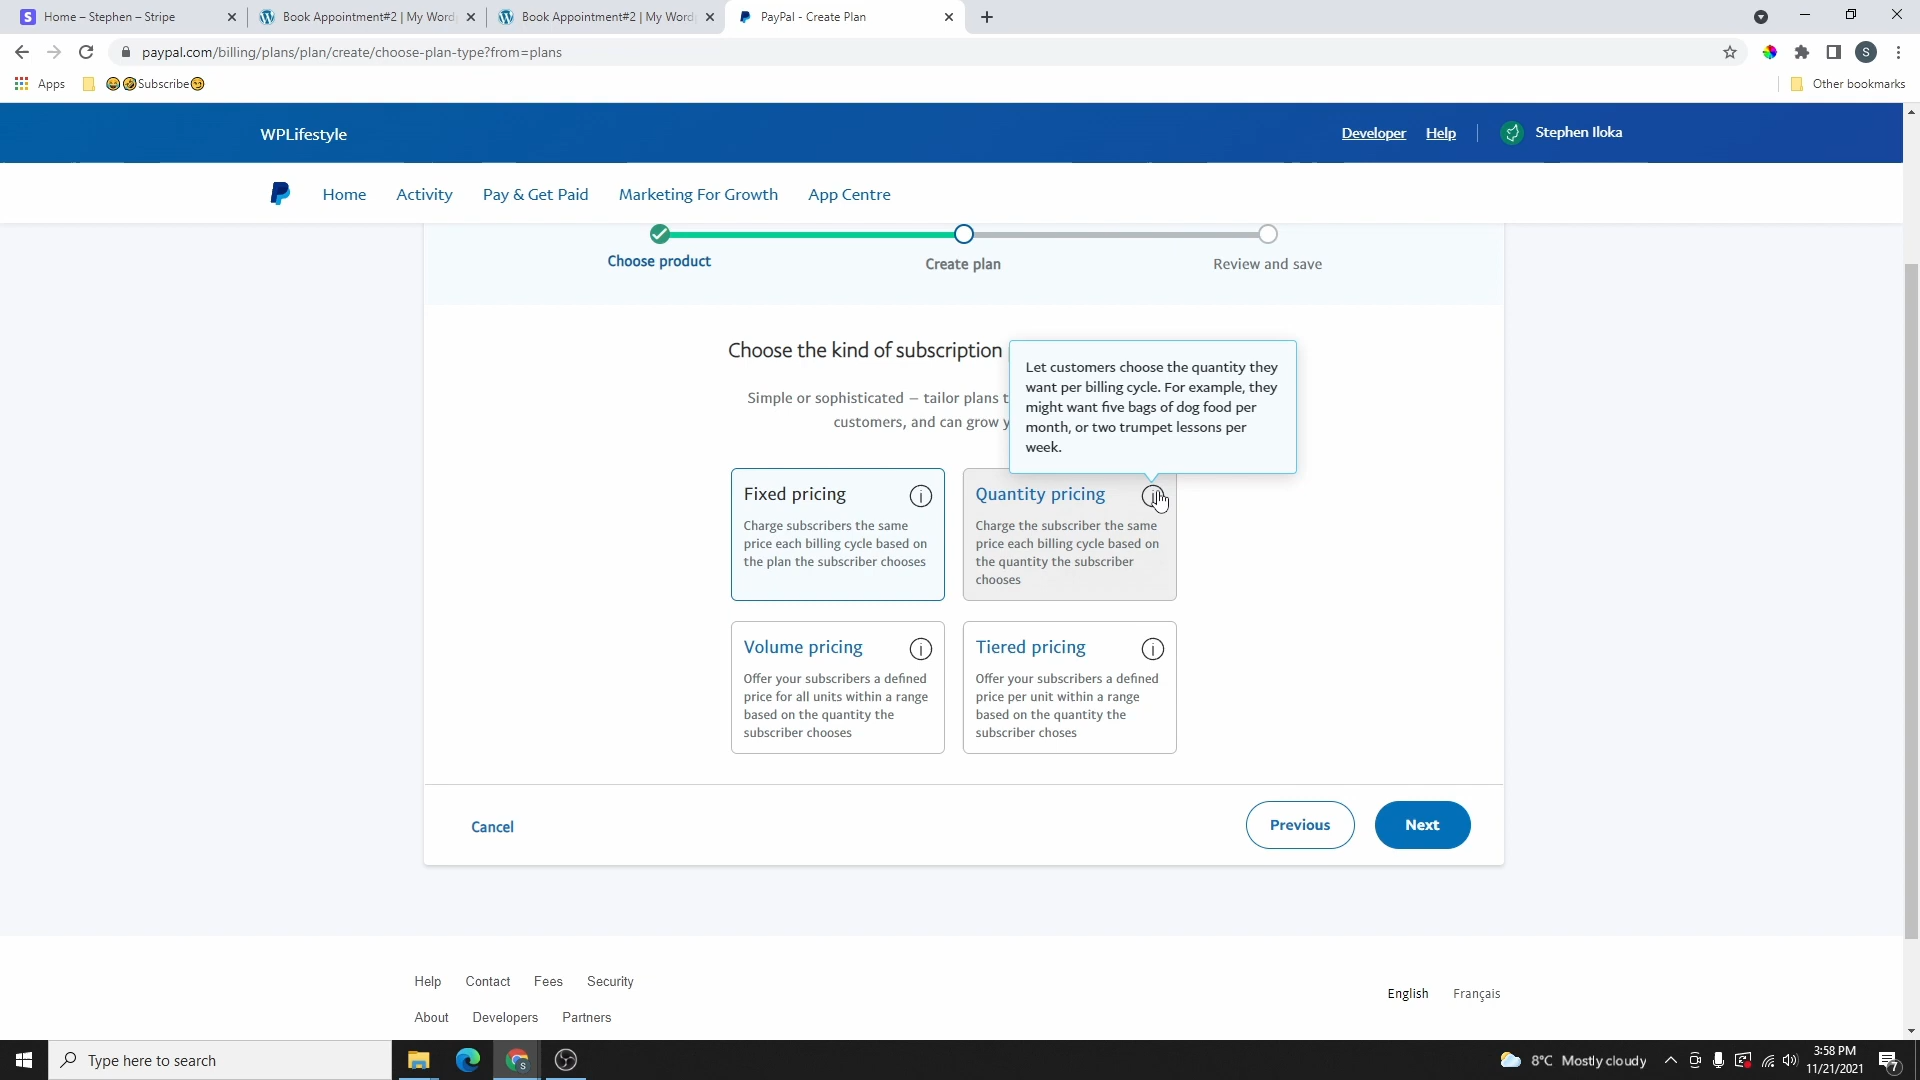 Home – Stephen – Stripe
Book Appointment#2 | My Word
Book Appointment#2 | My Word
PayPal - Create Plan
paypal.com/billing/plans/plan/create/choose-plan-type?from=plans
S
Apps
😂🤣Subscribe😏
Other bookmarks
WPLifestyle
Developer
Help
Stephen Iloka
Home
Activity
Pay & Get Paid
Marketing For Growth
App Centre
Choose product
Create plan
Review and save
Choose the kind of subscription
Simple or sophisticated – tailor plans t
customers, and can grow y
Let customers choose the quantity they
want per billing cycle. For example, they
might want five bags of dog food per
month, or two trumpet lessons per
week.
Fixed pricing
Charge subscribers the same
price each billing cycle based on
the plan the subscriber chooses
Quantity pricing
Charge the subscriber the same
price each billing cycle based on
the quantity the subscriber
chooses
Volume pricing
Offer your subscribers a defined
price for all units within a range
based on the quantity the
subscriber chooses
Tiered pricing
Offer your subscribers a defined
price per unit within a range
based on the quantity the
subscriber choses
Cancel
Previous
Next
Help
Contact
Fees
Security
English
Français
About
Developers
Partners
Type here to search
8°C Mostly cloudy
3:58 PM
11/21/2021
7